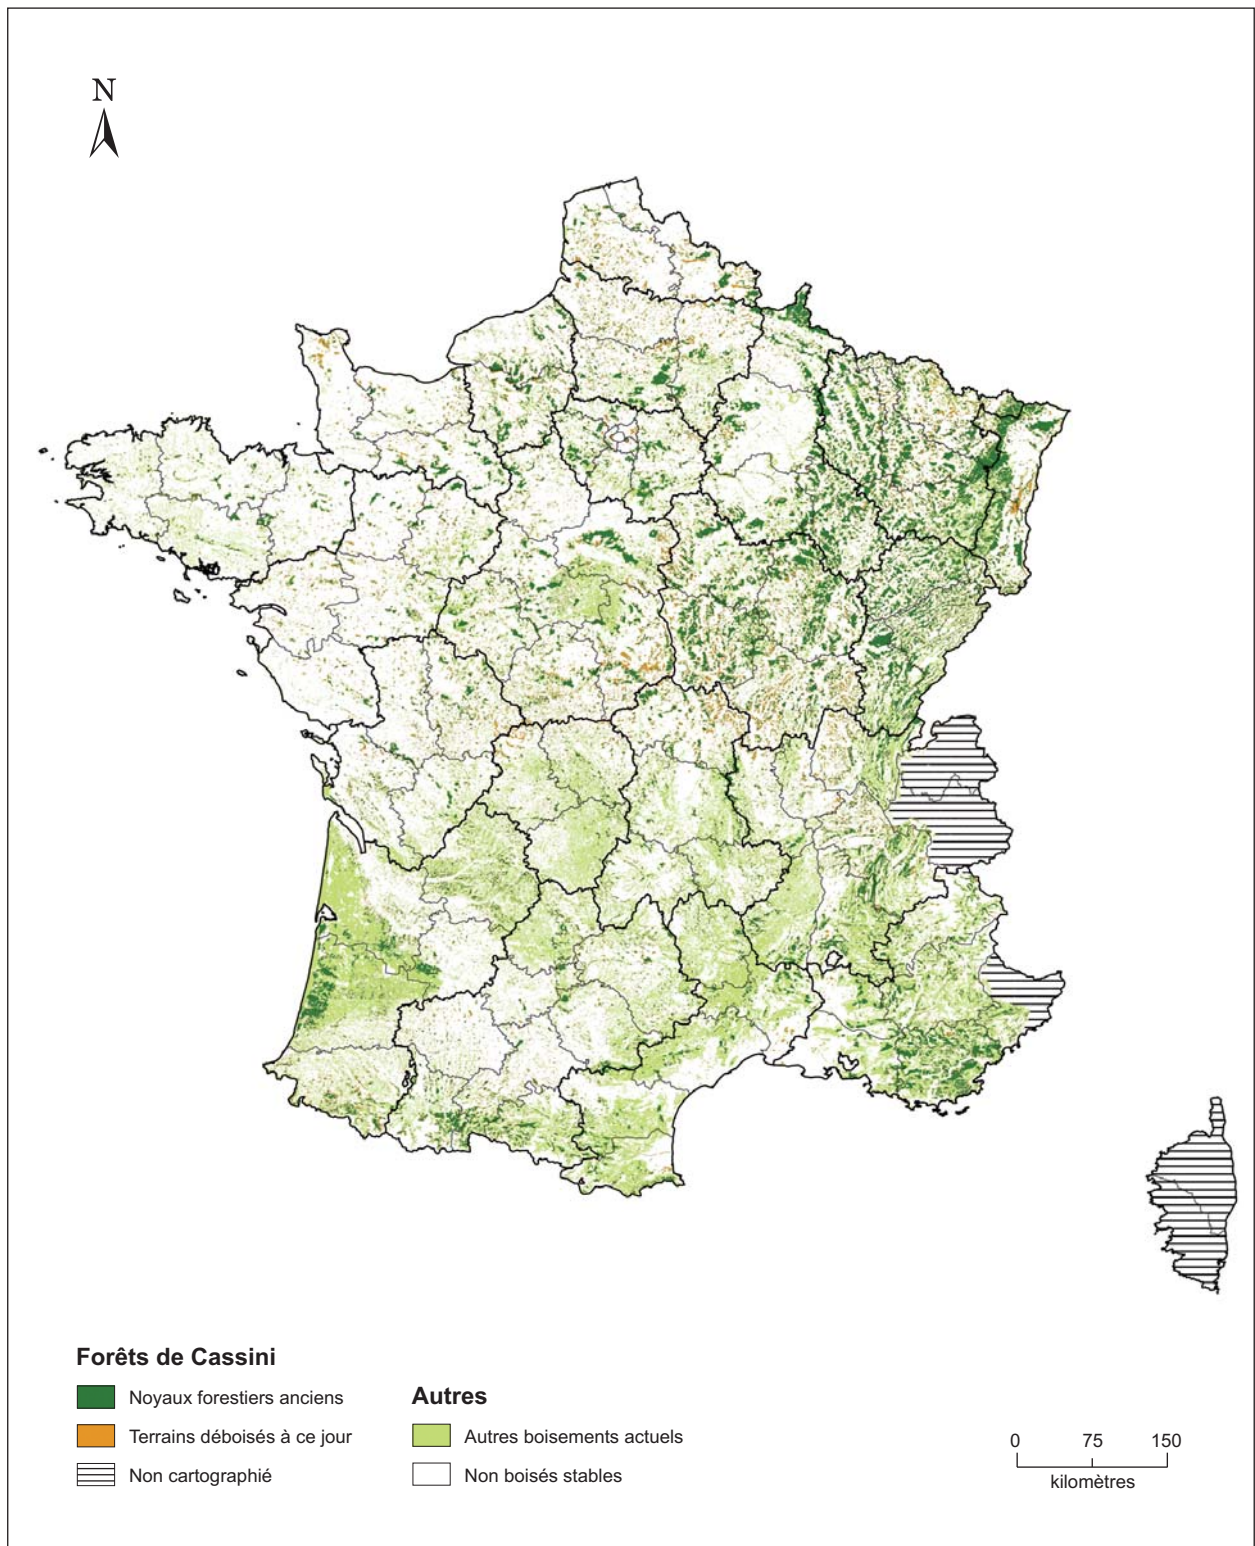 N
Forêts de Cassini
Noyaux forestiers anciens
Terrains déboisés à ce jour
Non cartographié
Autres
Autres boisements actuels
Non boisés stables
0 75 150
kilomètres